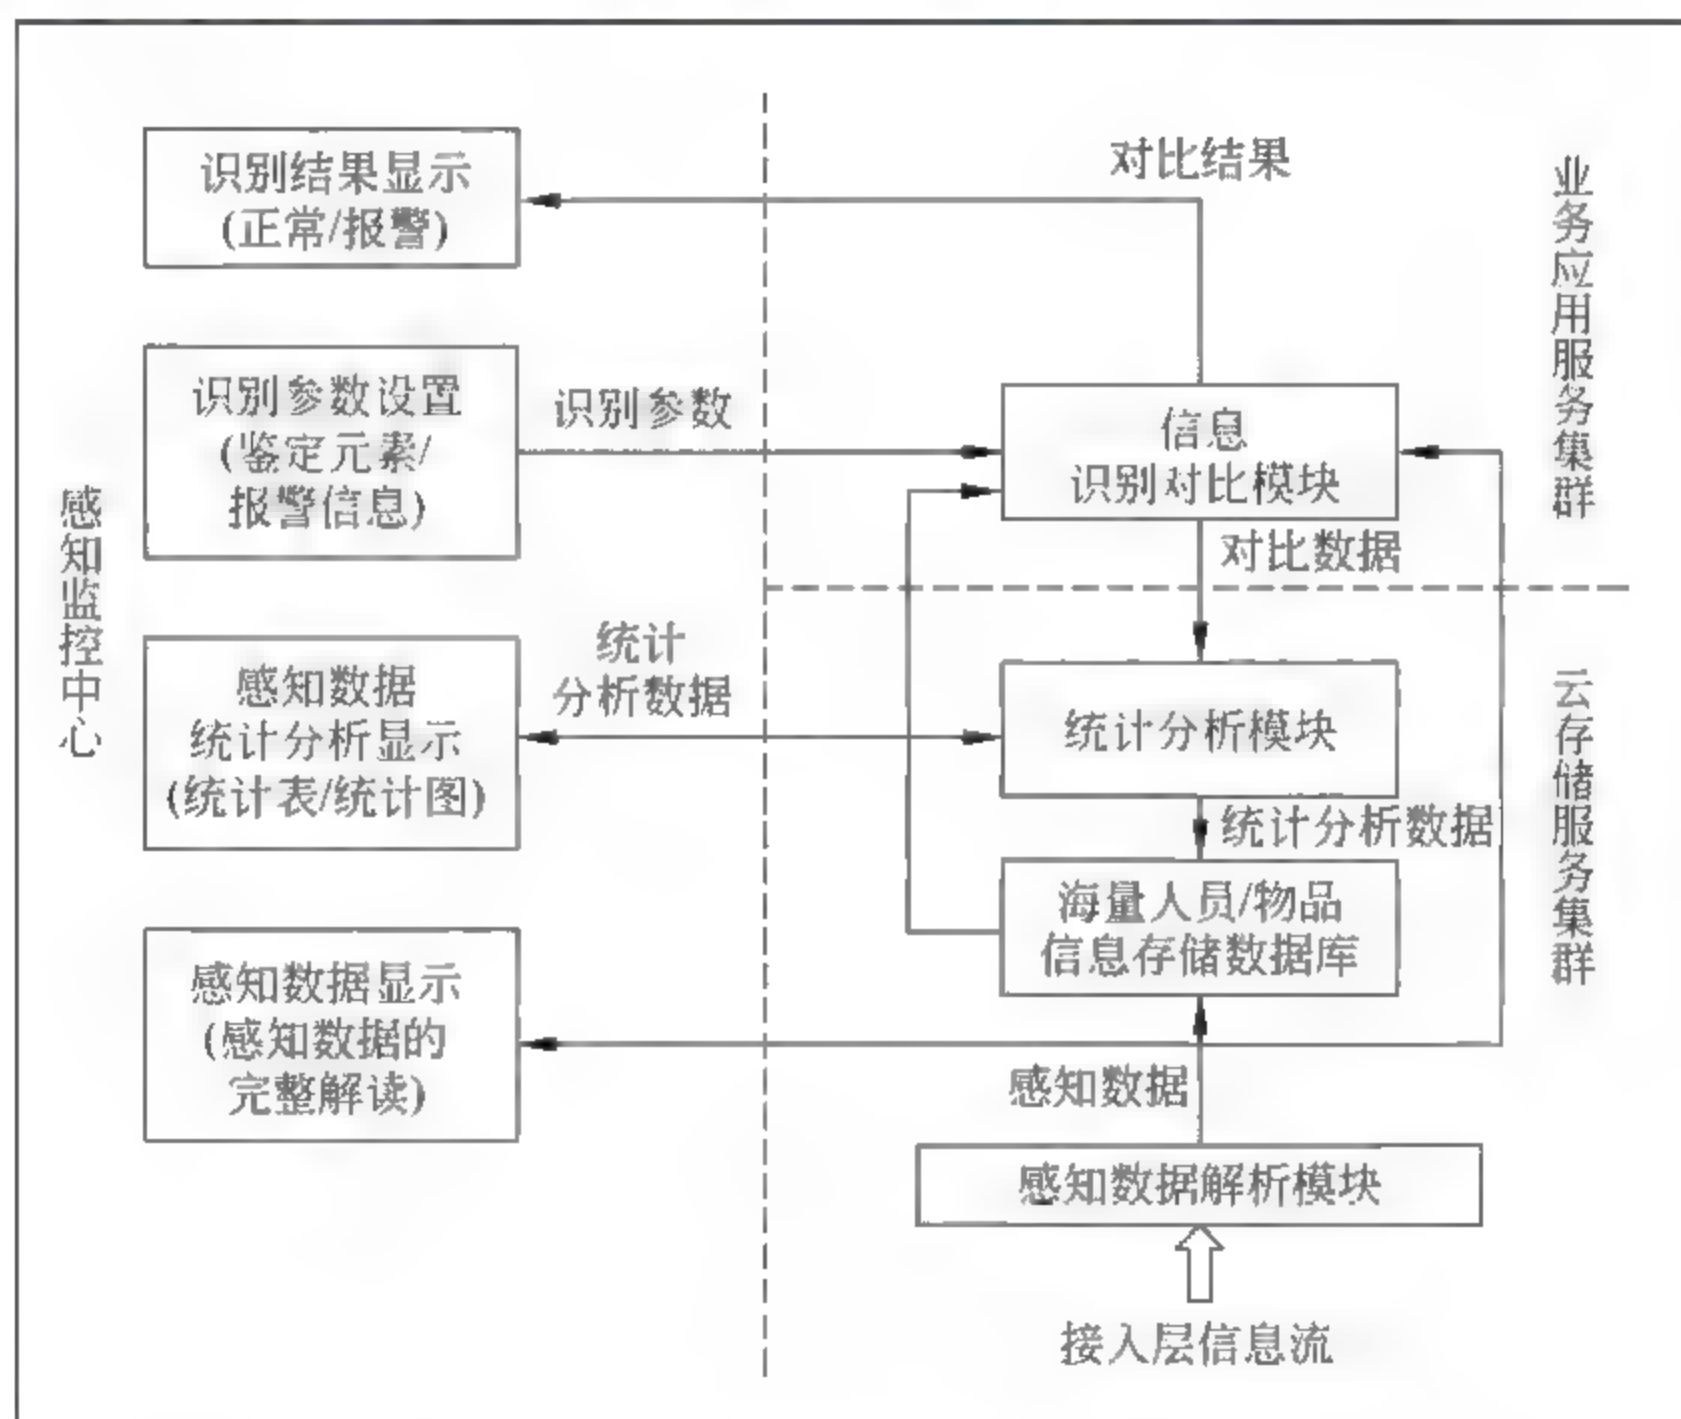 感知监控中心
识别结果显示
(正常/报警)
识别参数设置
(鉴定元素/
报警信息)
感知数据
统计分析显示
(统计表/统计图)
感知数据显示
(感知数据的
完整解读)
识别参数
统计
分析数据
对比结果
信息
识别对比模块
对比数据
统计分析模块
统计分析数据
海量人员/物品
信息存储数据库
感知数据
感知数据解析模块
接入层信息流
业务应用服务集群
云存储服务集群